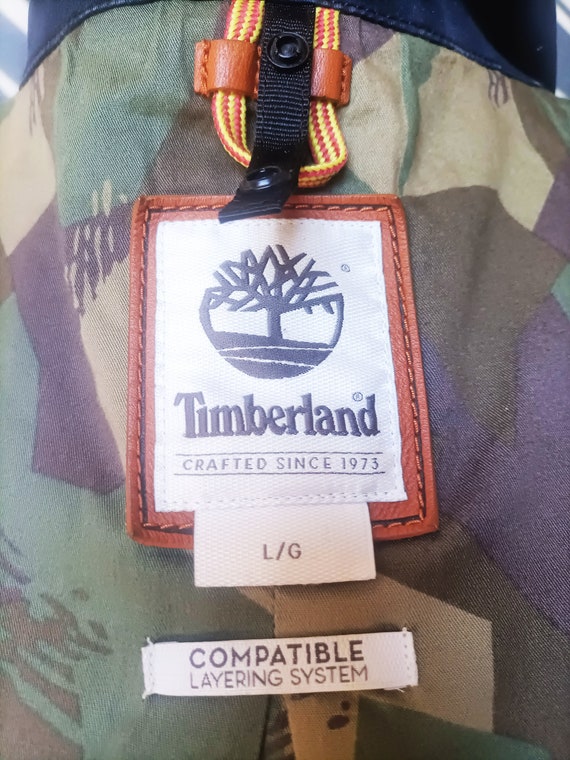 Timberland®
CRAFTED SINCE 1973
L/G
COMPATIBLE
LAYERING SYSTEM